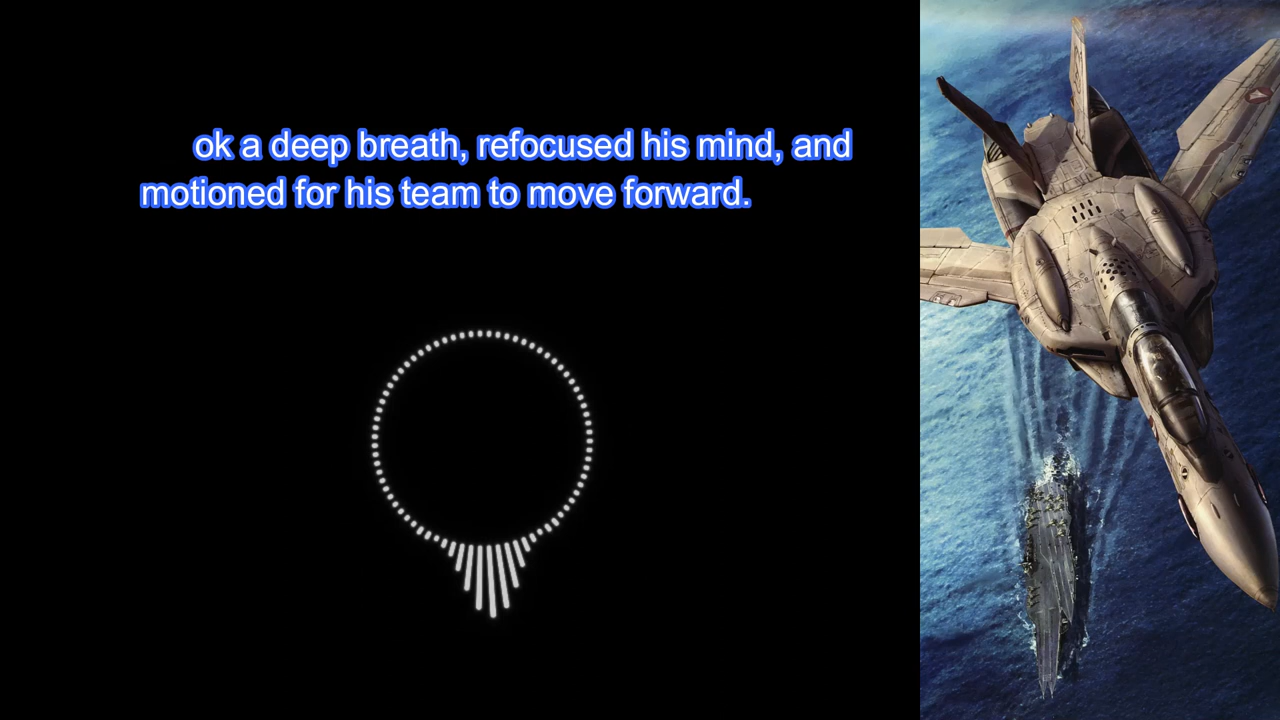 ok a deep breath, refocused his mind, and
motioned for his team to move forward.